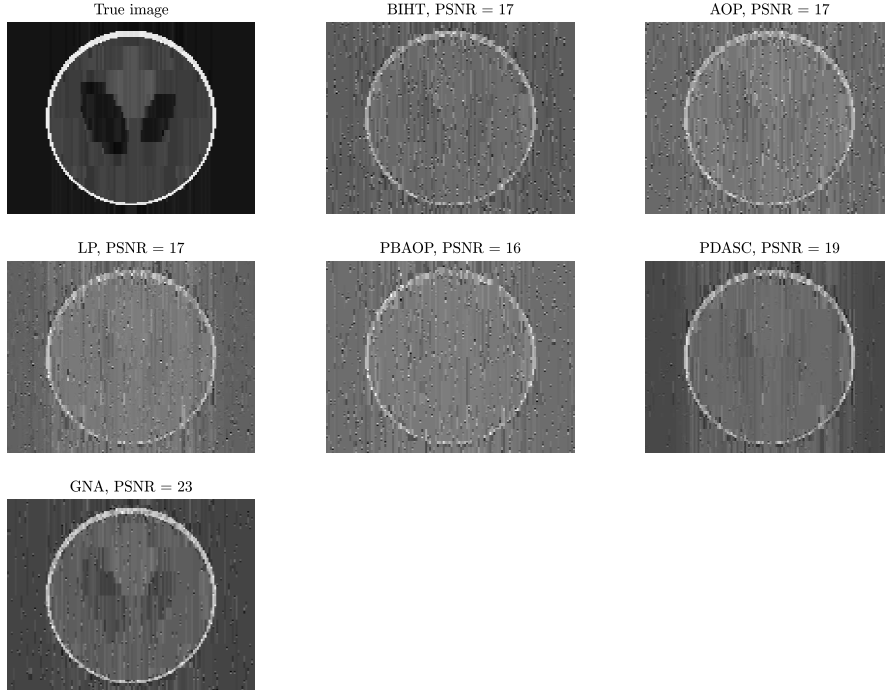 True image
BIHT, PSNR = 17
AOP, PSNR = 17
LP, PSNR = 17
PBAOP, PSNR = 16
PDASC, PSNR = 19
GNA, PSNR = 23